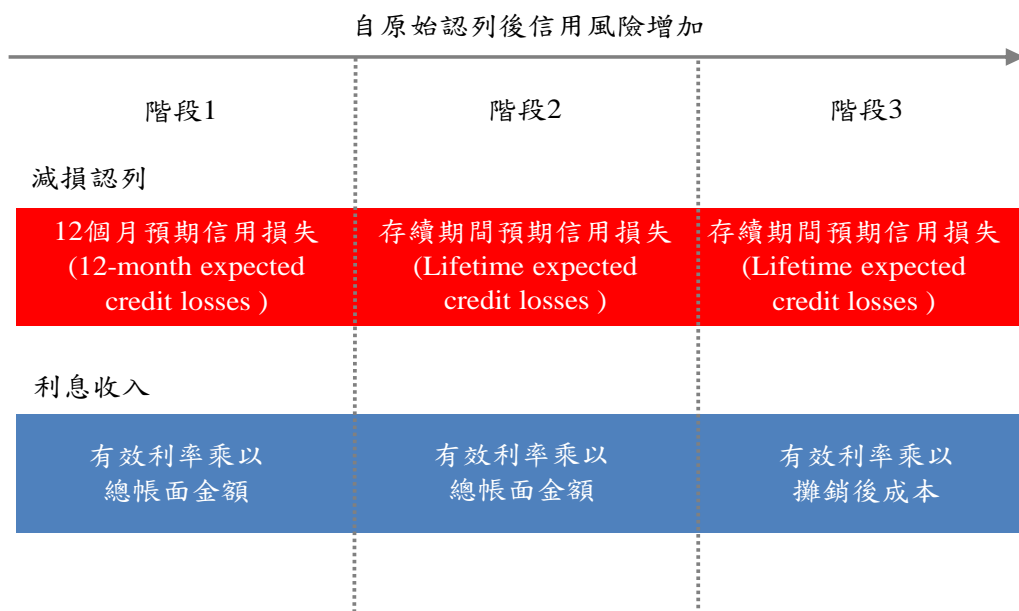 自原始認列後信用風險增加
階段1
階段2
階段3
減損認列
12個月預期信用損失
(12-month expected
credit losses )
存續期間預期信用損失
(Lifetime expected
credit losses )
存續期間預期信用損失
(Lifetime expected
credit losses )
利息收入
有效利率乘以
總帳面金額
有效利率乘以
總帳面金額
有效利率乘以
攤銷後成本